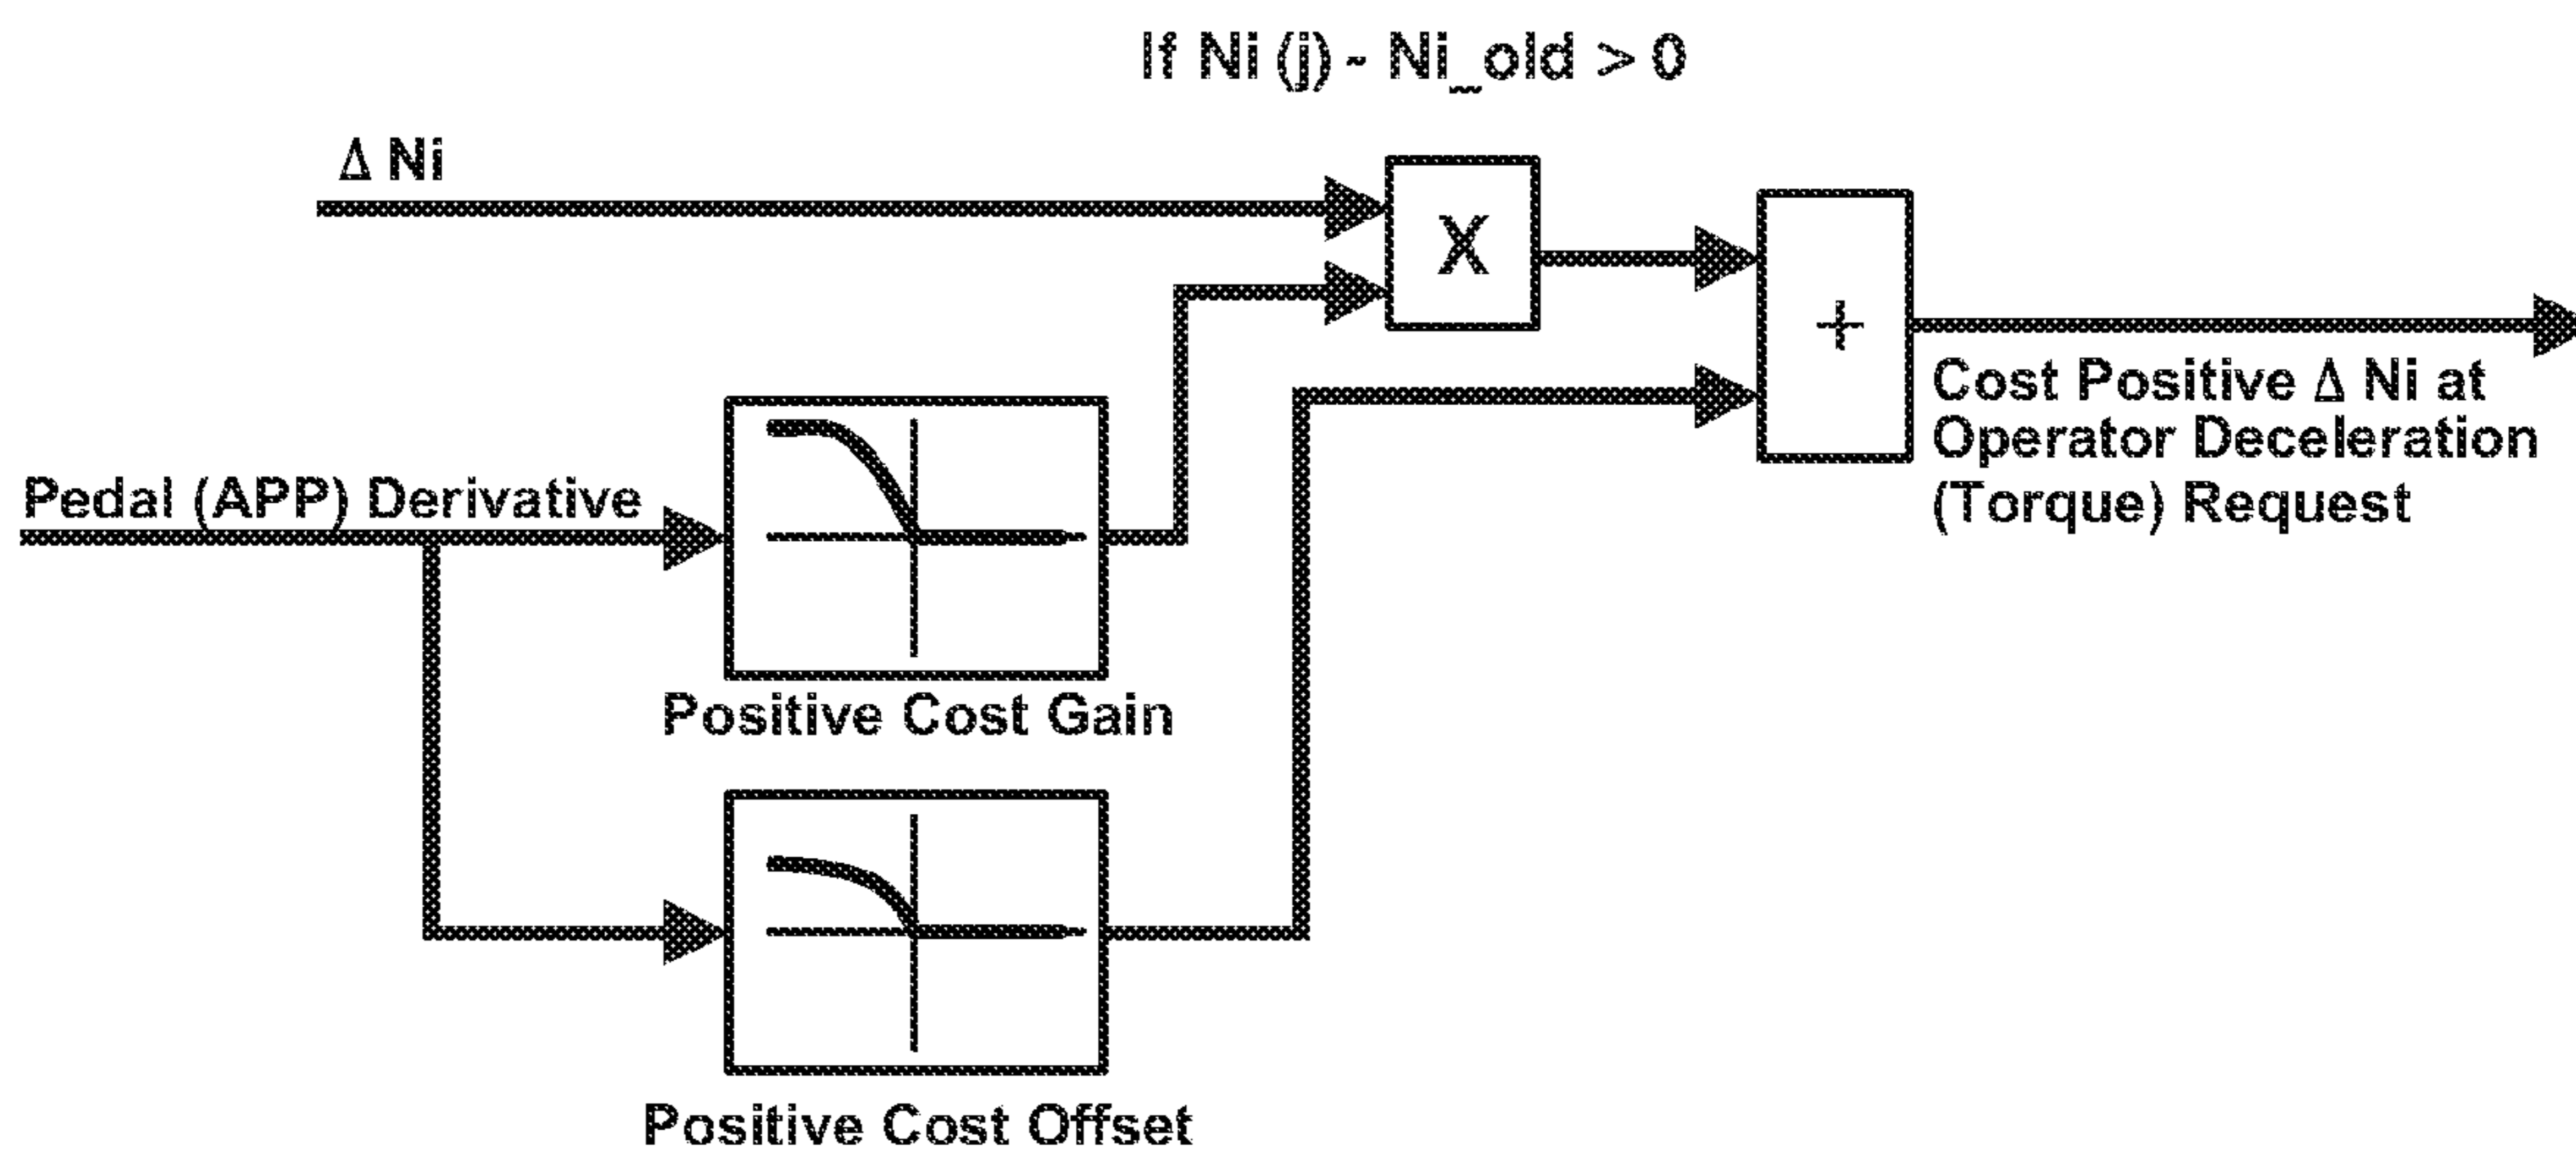 If Ni (j) - Ni_old > 0
Δ Ni
X
+
Cost Positive Δ Ni at
Operator Deceleration
(Torque) Request
Pedal (APP) Derivative
Positive Cost Gain
Positive Cost Offset